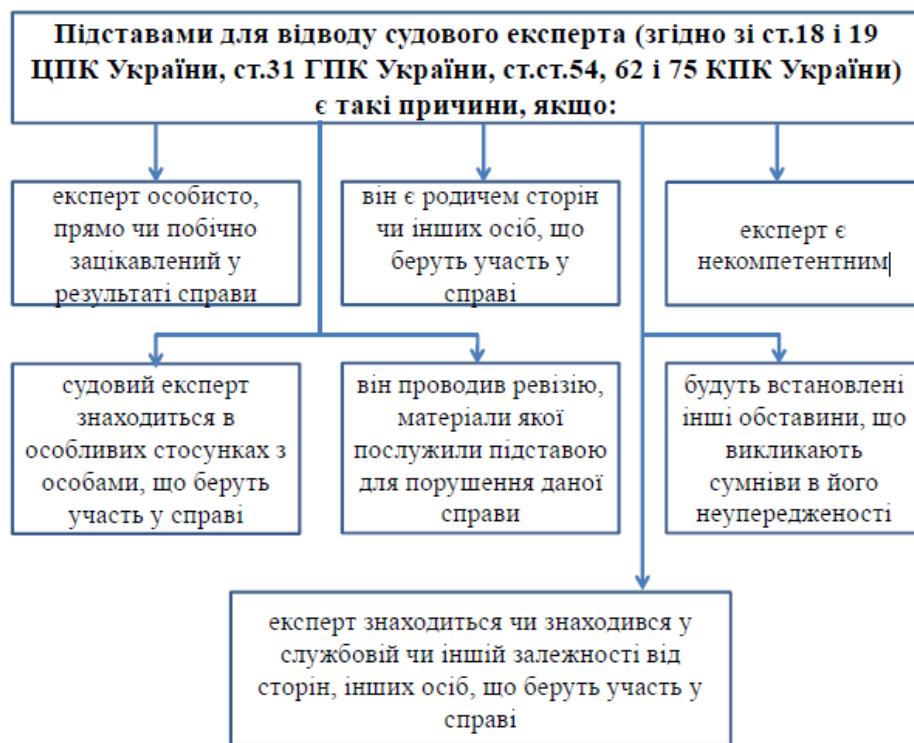 Підставами для відводу судового експерта (згідно зі ст.18 і 19
ЦПК України, ст.31 ГПК України, ст.ст.54, 62 і 75 КПК України)
є такі причини, якщо:
експерт особисто,
прямо чи побічно
зацікавлений у
результаті справи
він є родичем сторін
чи інших осіб, що
беруть участь у
справі
експерт є
некомпетентним
судовий експерт
знаходиться в
особливих стосунках з
особами, що беруть
участь у справі
він проводив ревізію,
матеріали якої
послужили підставою
для порушення даної
справи
будуть встановлені
інші обставини, що
викликають
сумніви в його
неупередженості
експерт знаходиться чи знаходився у
службовій чи іншій залежності від
сторін, інших осіб, що беруть участь у
справі